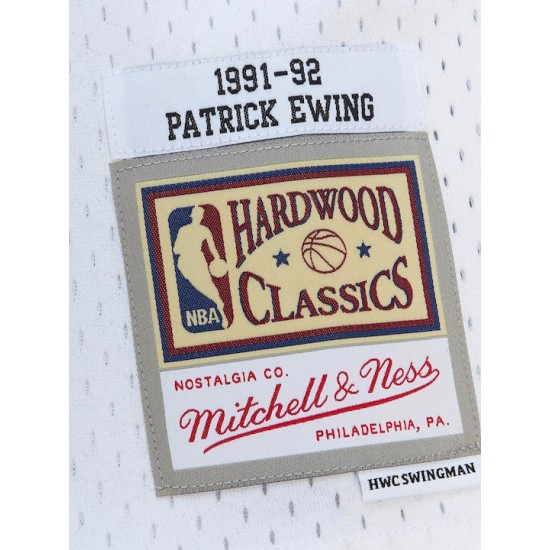 1991-92
PATRICK EWING
HARDWOOD
NBA
CLASSICS
NOSTALGIA CO.
Mitchell & Ness
PHILADELPHIA, PA.
HWC SWINGMAN